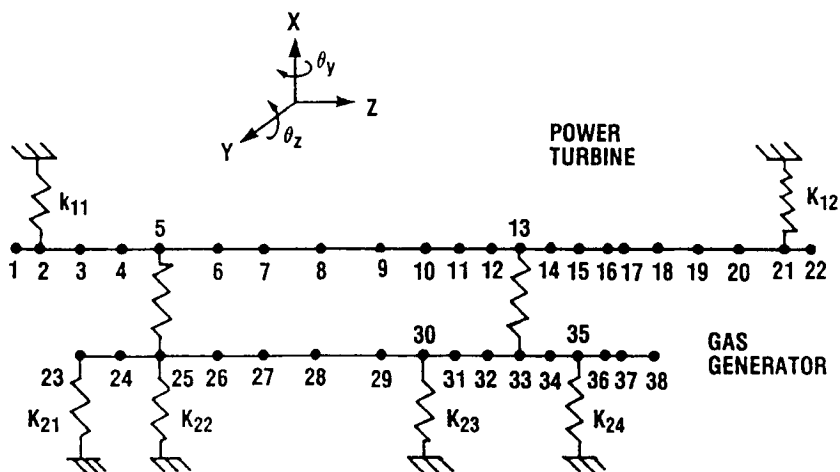 X
θy
Z
Y
θz
POWER
TURBINE
k11
K12
5
13
1 2 3 4 6 7 8 9 10 11 12 14 15 16 17 18 19 20 21 22
30
35
GAS
GENERATOR
23 24 25 26 27 28 29 31 32 33 34 36 37 38
K21
K22
K23
K24